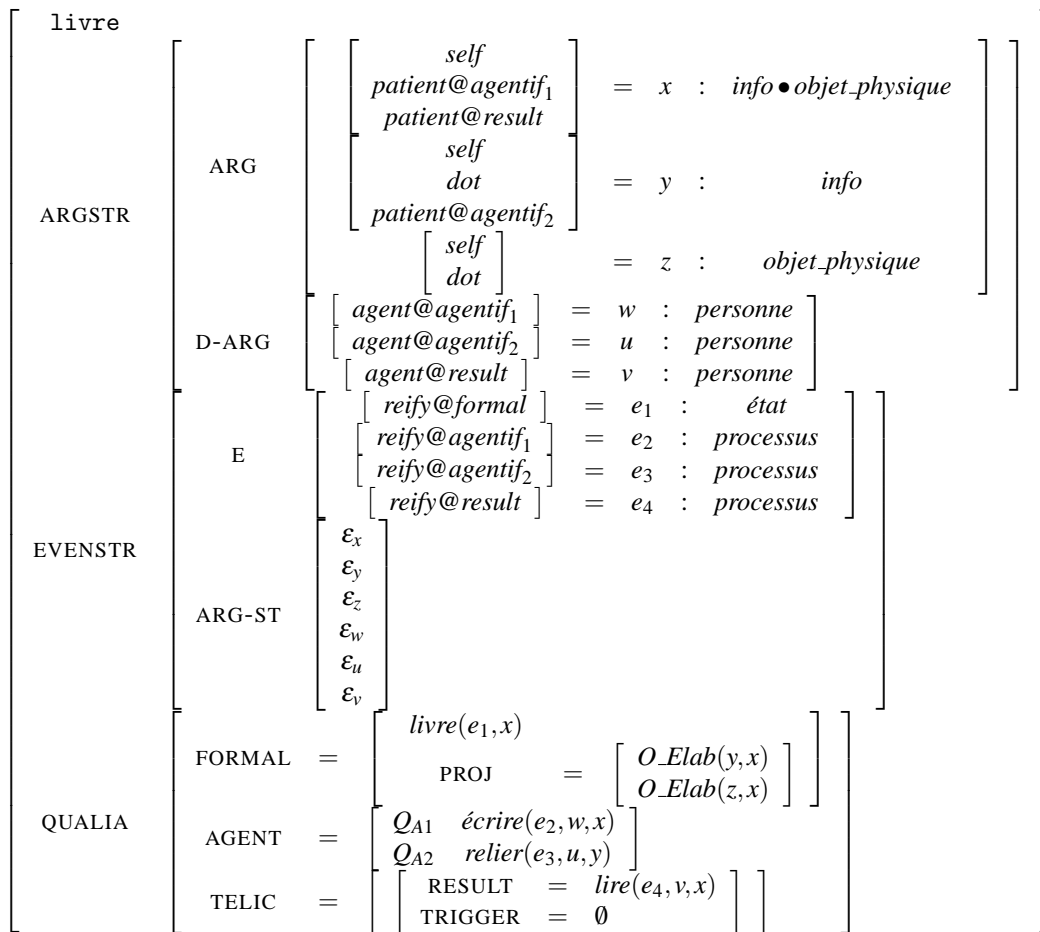 livre
self
patient@agentif₁ = x : info•objet_physique
patient@result
self
ARG dot = y : info
ARGSTR patient@agentif₂
self
dot = z : objet_physique
agent@agentif₁ = w : personne
D-ARG agent@agentif₂ = u : personne
agent@result = v : personne
reify@formal = e₁ : état
E reify@agentif₁ = e₂ : processus
reify@agentif₂ = e₃ : processus
reify@result = e₄ : processus
εx
EVENSTR εy
εz
ARG-ST εw
εu
εv
livre(e₁,x)
FORMAL = PROJ = O_Elab(y,x)
O_Elab(z,x)
QUALIA AGENT = Q_A1 écrire(e₂,w,x)
Q_A2 relier(e₃,u,y)
TELIC = RESULT = lire(e₄,v,x)
TRIGGER = ∅